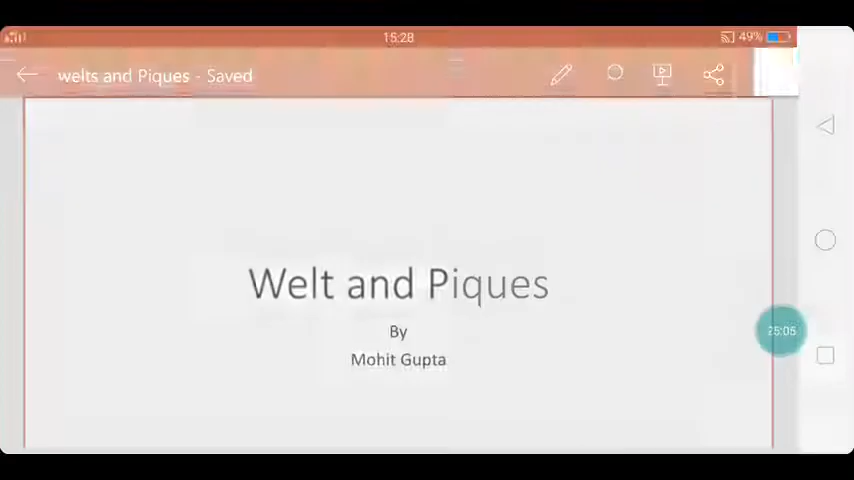 15:28
49%
welts and Piques - Saved
Welt and Piques
By
Mohit Gupta
25:05